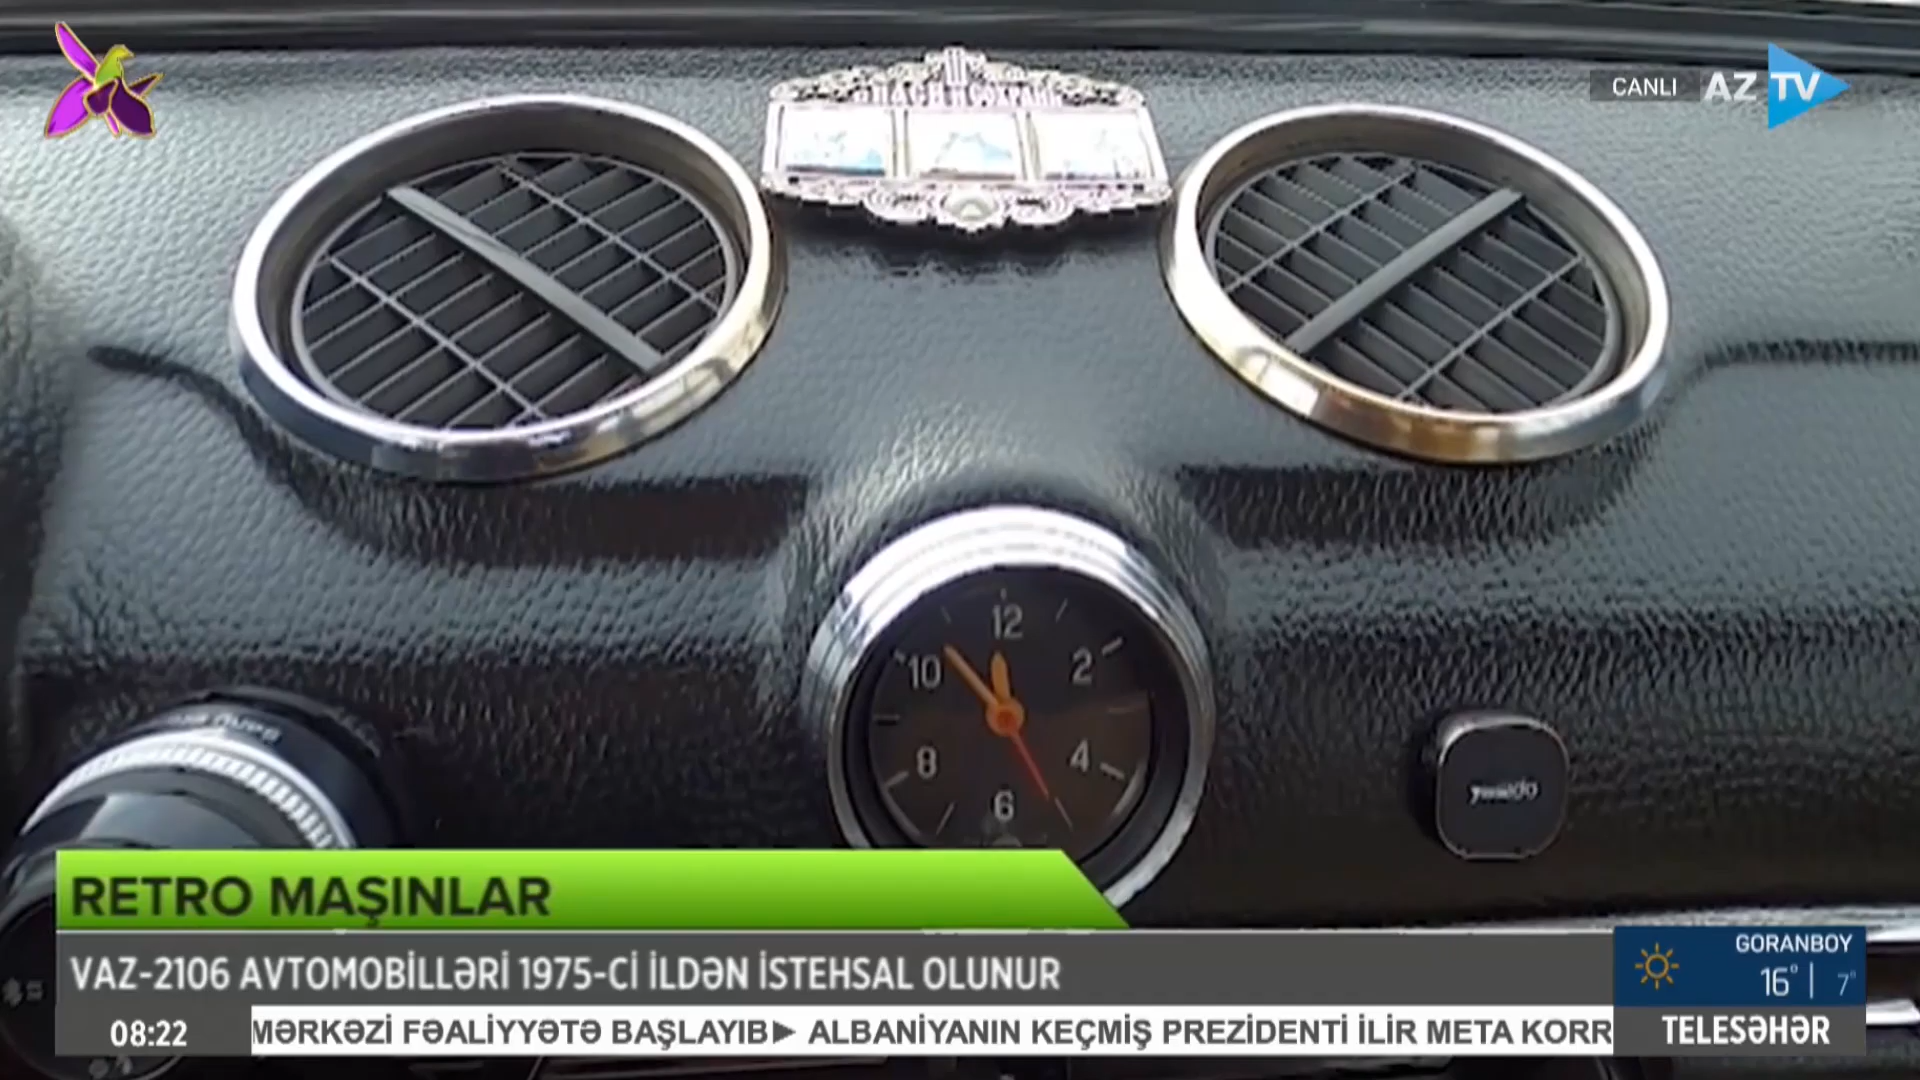 CANLI AZ TV
12
10 2
8 4
6
RETRO MAŞINLAR
VAZ-2106 AVTOMOBİLLƏRİ 1975-Cİ İLDƏN İSTEHSAL OLUNUR
GORANBOY
16° | 7°
08:22 MƏRKƏZİ FƏALİYYƏTƏ BAŞLAYIB► ALBANİYANIN KEÇMİŞ PREZİDENTİ İLİR META KORR
TELESƏHƏR